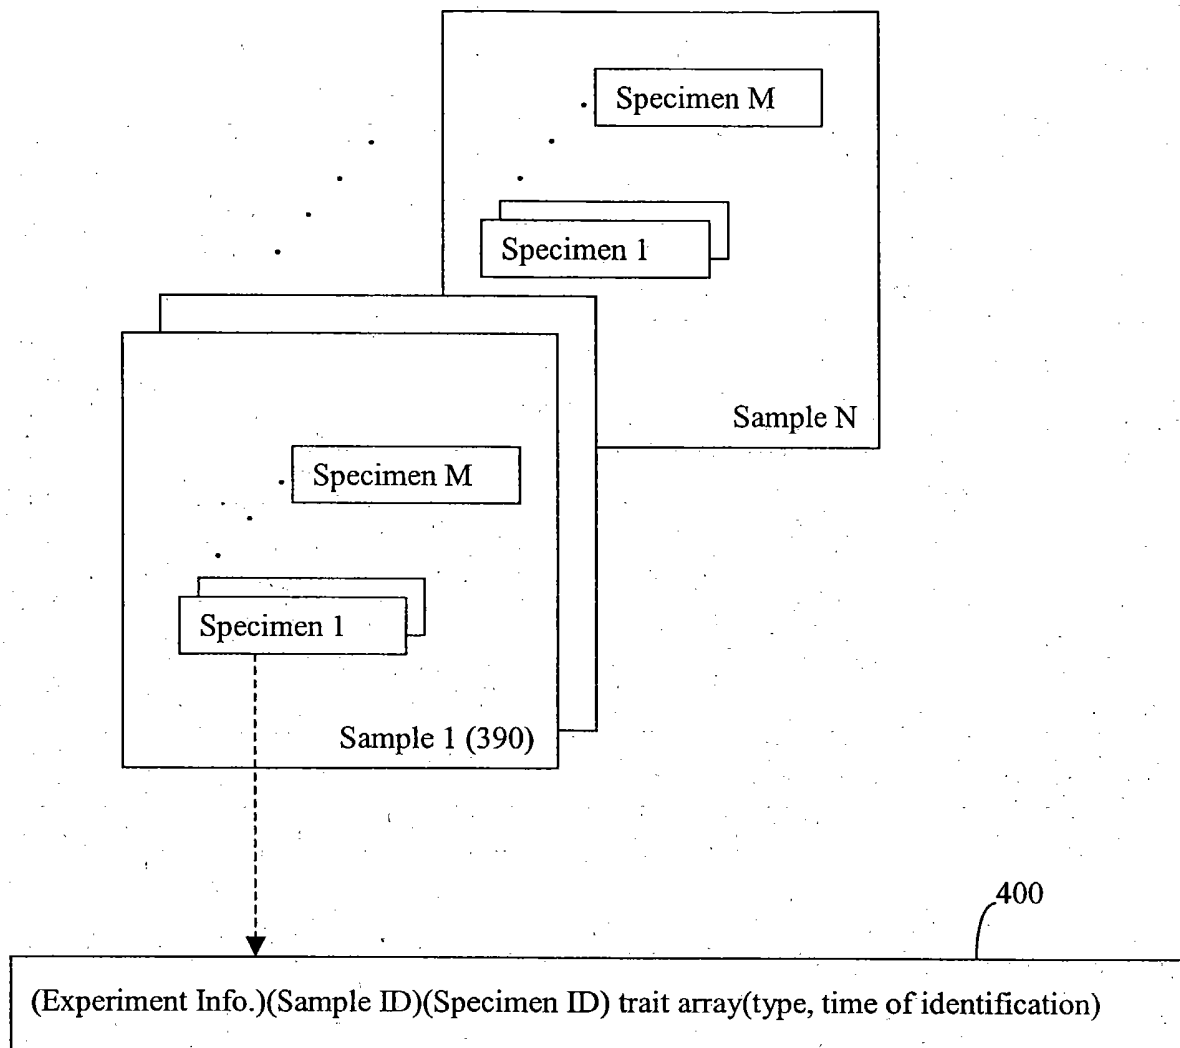 Specimen M
Specimen 1
Sample N
Specimen M
Specimen 1
Sample 1 (390)
400
(Experiment Info.)(Sample ID)(Specimen ID) trait array(type, time of identification)